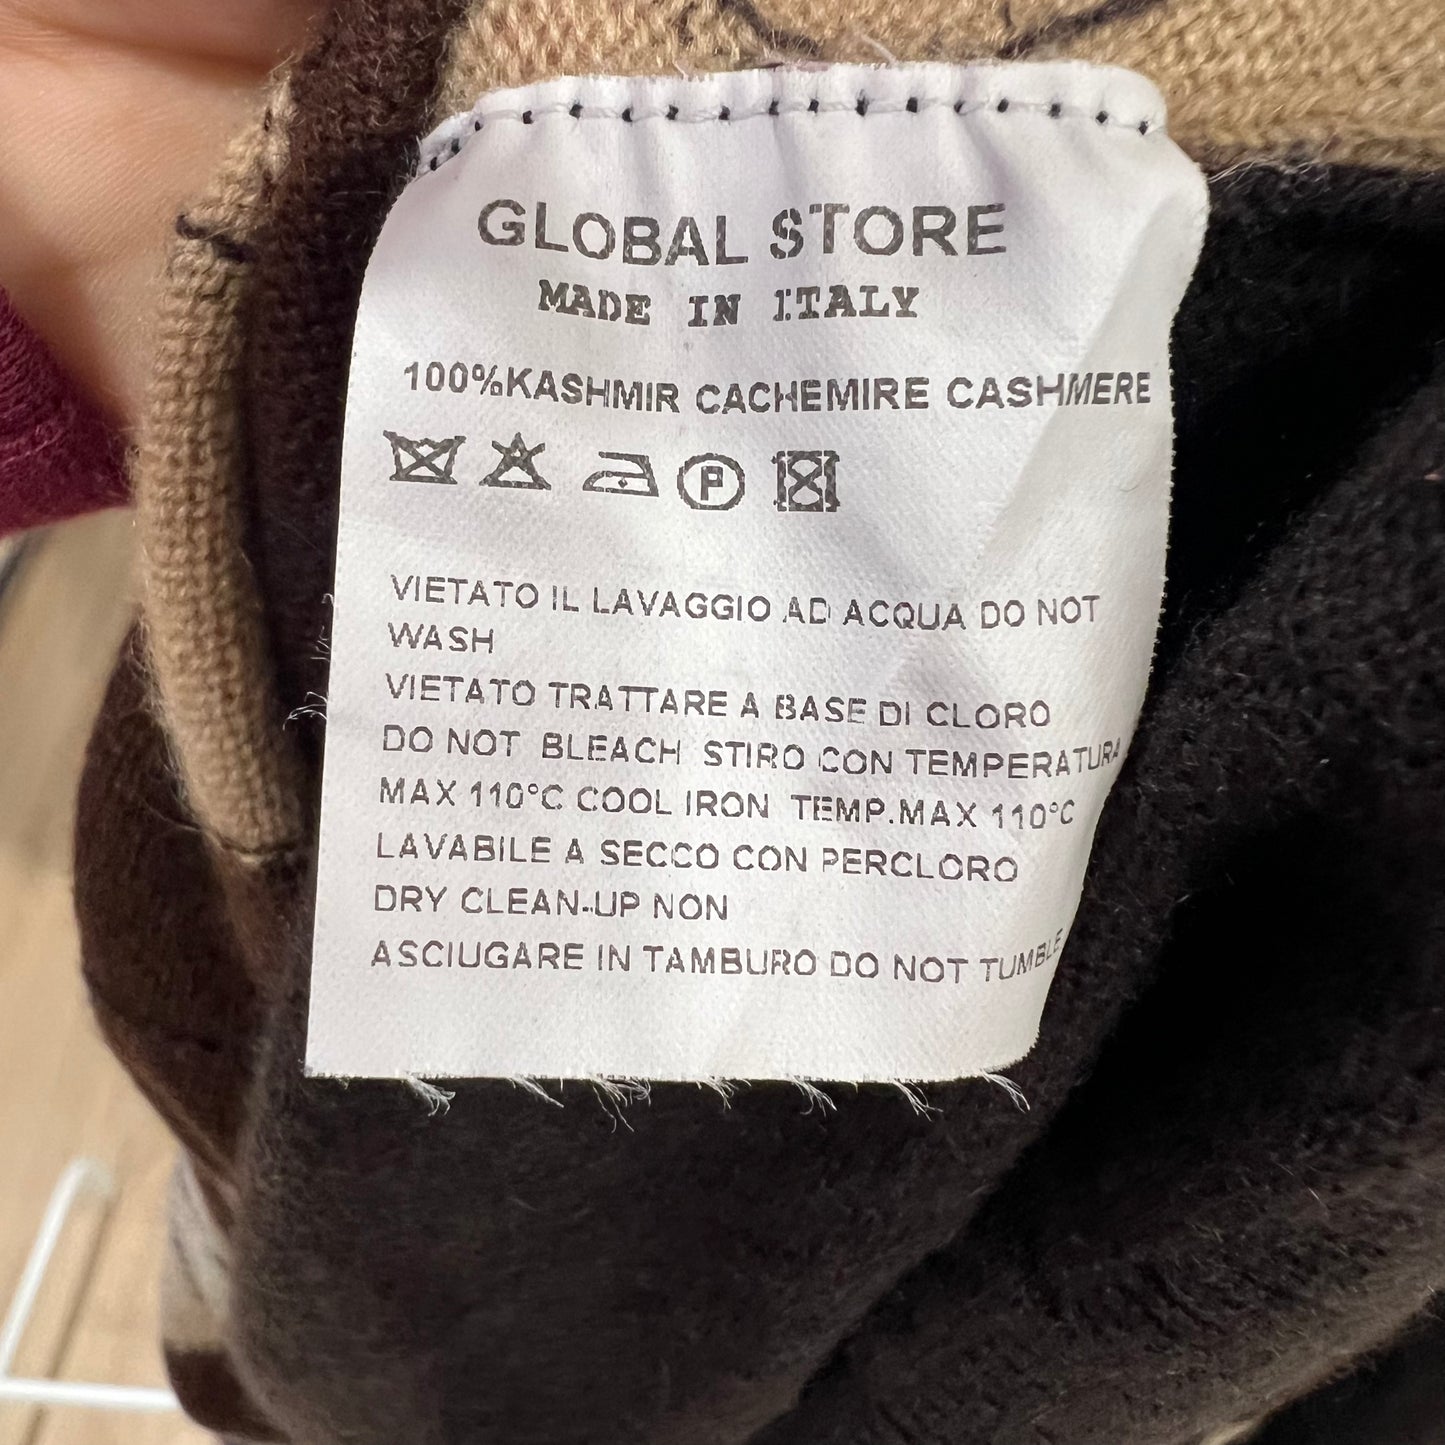 GLOBAL STORE
MADE IN ITALY
100%KASHMIR CACHEMIRE CASHMERE
P
VIETATO IL LAVAGGIO AD ACQUA DO NOT
WASH
VIETATO TRATTARE A BASE DI CLORO
DO NOT BLEACH STIRO CON TEMPERATURA
MAX 110°C COOL IRON TEMP.MAX 110°C
LAVABILE A SECCO CON PERCLORO
DRY CLEAN-UP NON
ASCIUGARE IN TAMBURO DO NOT TUMBLE